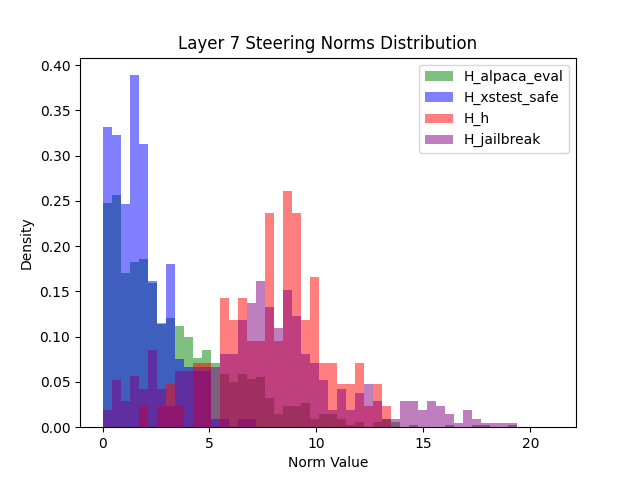 Layer 7 Steering Norms Distribution
H_alpaca_eval
H_xstest_safe
H_h
H_jailbreak
Density
0.40
0.35
0.30
0.25
0.20
0.15
0.10
0.05
0.00
0
5
10
15
20
Norm Value